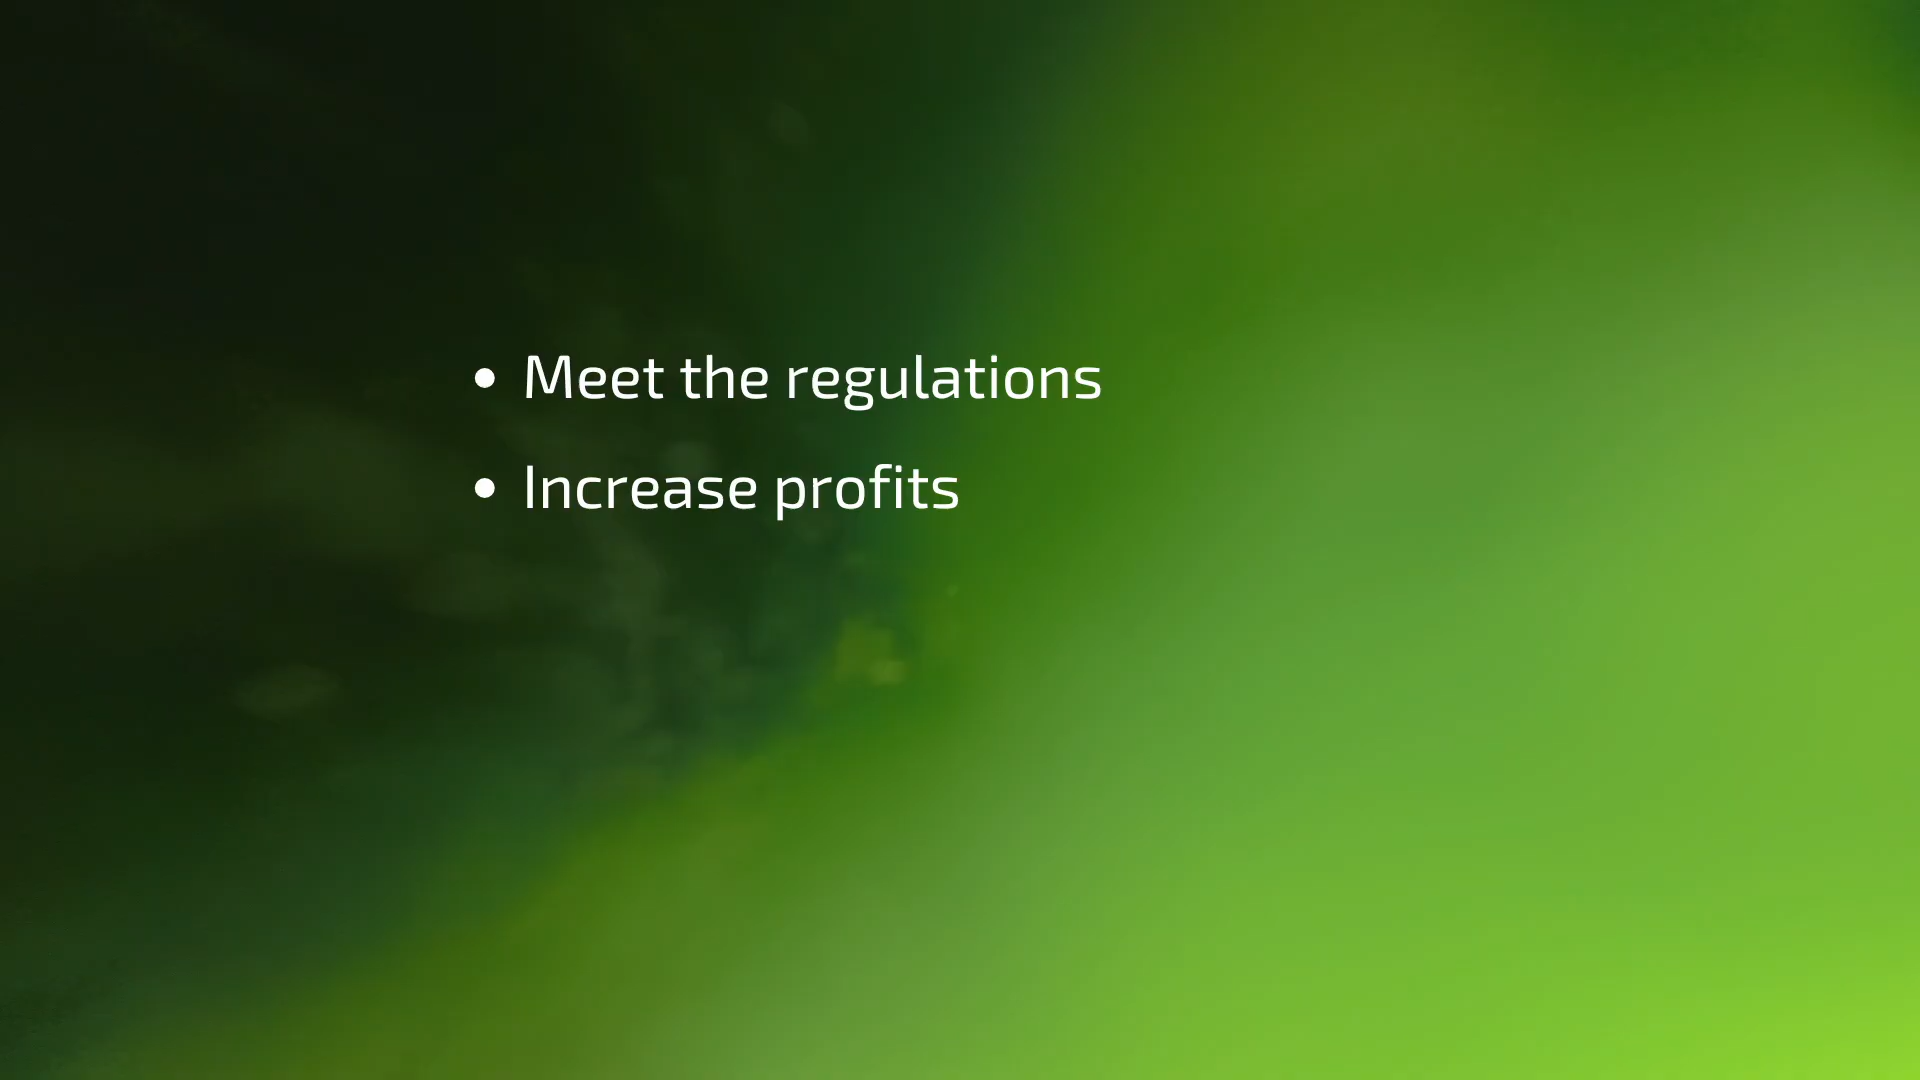 • Meet the regulations
• Increase profits